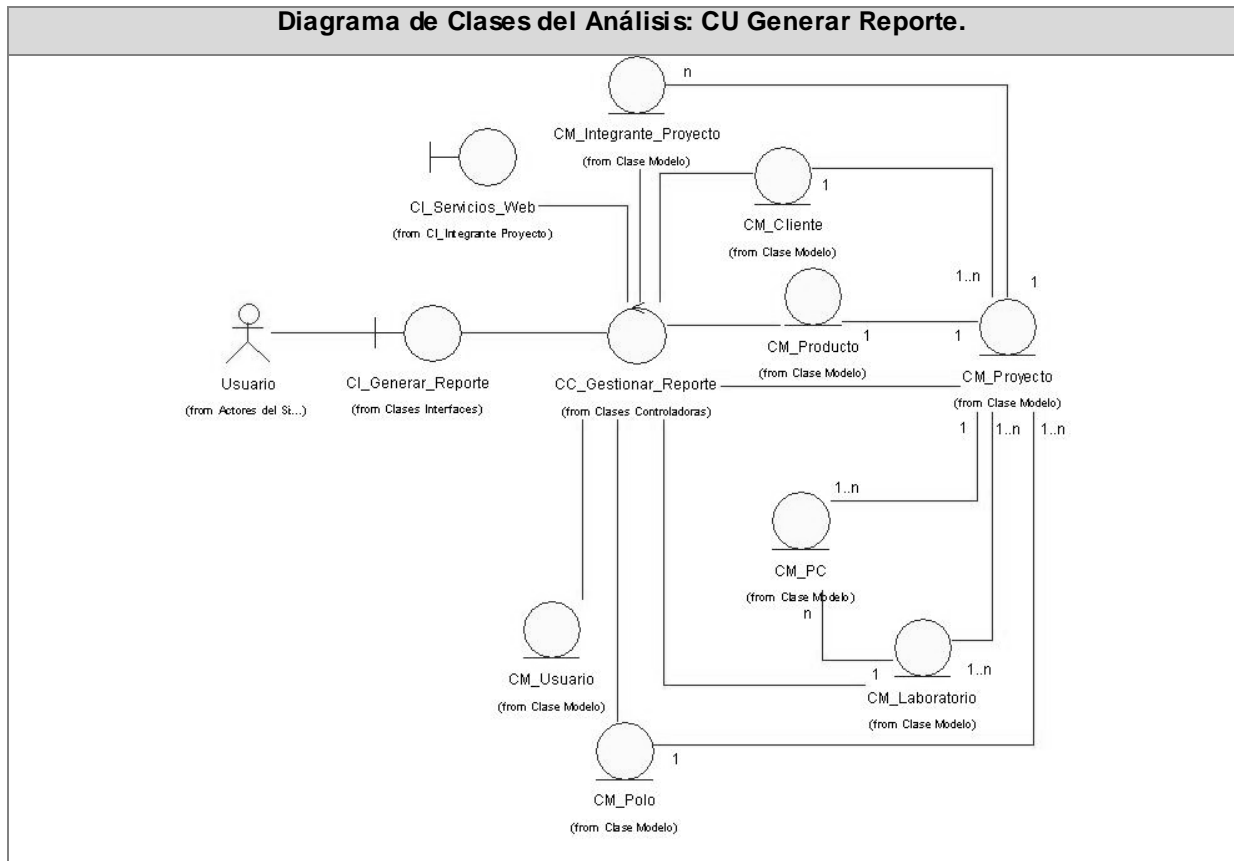 Diagrama de Clases del Análisis: CU Generar Reporte.
n
CM_Integrante_Proyecto
(from Clase Modelo)
CI_Servicios_Web
(from CI_Integrante Proyecto)
1
CM_Cliente
(from Clase Modelo)
1..n
1
CM_Producto
(from Clase Modelo)
1
1
CM_Proyecto
(from Clase Modelo)
Usuario
(from Actores del Si...)
CI_Generar_Reporte
(from Clases Interfaces)
CC_Gestionar_Reporte
(from Clases Controladoras)
1
1..n
1..n
1..n
CM_PC
(from Clase Modelo)
n
1
1..n
CM_Laboratorio
(from Clase Modelo)
CM_Usuario
(from Clase Modelo)
1
CM_Polo
(from Clase Modelo)